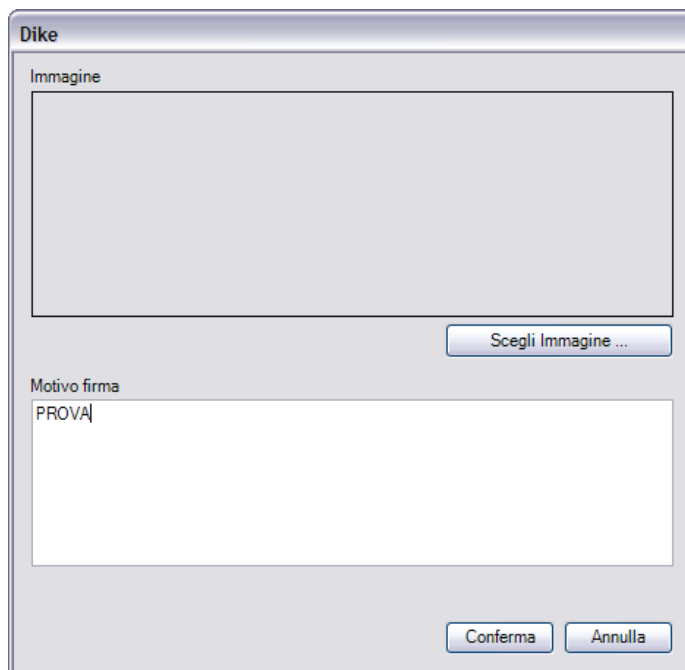 Dike
Immagine
Scegli Immagine ...
Motivo firma
PROVA
Conferma Annulla